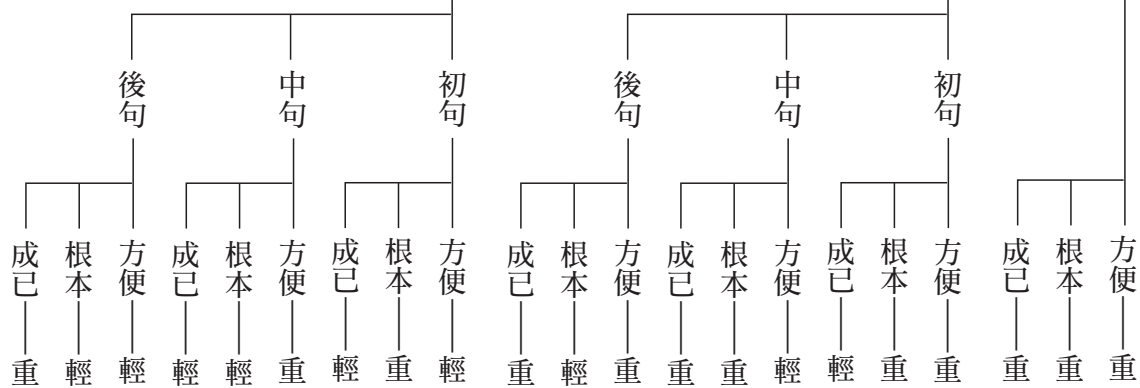 方便 重
根本 重
成已 重
初句
方便 重
根本 重
成已 輕
中句
方便 輕
根本 重
成已 重
後句
方便 重
根本 輕
成已 重
初句
方便 輕
根本 重
成已 輕
中句
方便 重
根本 輕
成已 輕
後句
方便 輕
根本 輕
成已 重